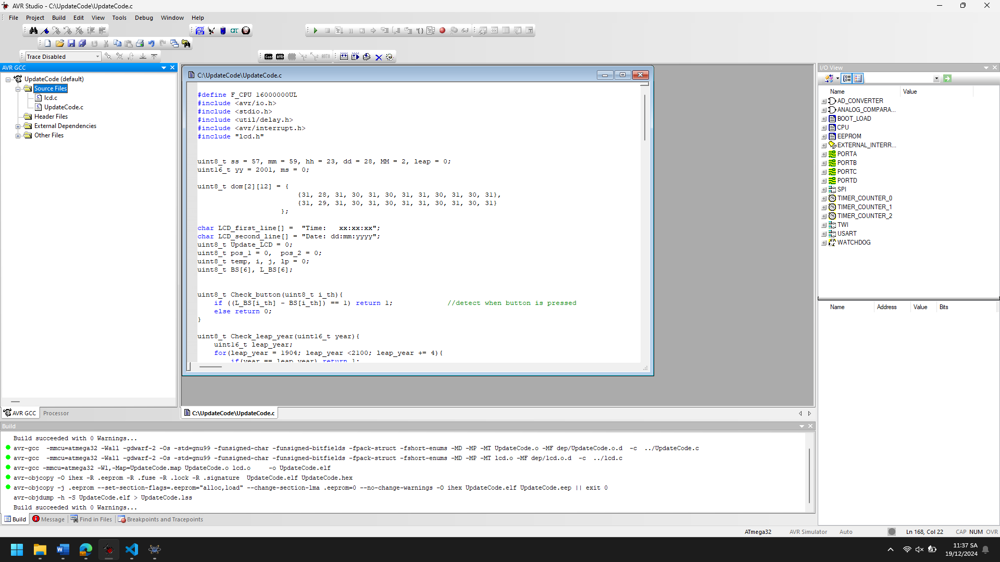 AVR Studio - C:\UpdateCode\UpdateCode.c
File Project Build Edit View Tools Debug Window Help
Trace Disabled
AVR GCC
UpdateCode (default)
Source Files
lcd.c
UpdateCode.c
Header Files
External Dependencies
Other Files
AVR GCC Processor
C:\UpdateCode\UpdateCode.c
#define F_CPU 16000000UL
#include <avr/io.h>
#include <stdio.h>
#include <util/delay.h>
#include <avr/interrupt.h>
#include "lcd.h"
uint8_t ss = 57, mm = 59, hh = 23, dd = 28, MM = 2, leap = 0;
uint16_t yy = 2001, ms = 0;
uint8_t dom[2][12] = {
{31, 28, 31, 30, 31, 30, 31, 31, 30, 31, 30, 31},
{31, 29, 31, 30, 31, 30, 31, 31, 30, 31, 30, 31}
};
char LCD_first_line[] =  "Time:   xx:xx:xx";
char LCD_second_line[] = "Date: dd:mm:yyyy";
uint8_t Update_LCD = 0;
uint8_t pos_1 = 0,  pos_2 = 0;
uint8_t temp, i, j, lp = 0;
uint8_t BS[6], L_BS[6];
uint8_t Check_button(uint8_t i_th){
if ((L_BS[i_th] - BS[i_th]) == 1) return 1; //detect when button is pressed
else return 0;
}
uint8_t Check_leap_year(uint16_t year){
uint16_t leap_year;
for(leap_year = 1904; leap_year <2100; leap_year += 4){
if(year == leap_year) return 1;
C:\UpdateCode\UpdateCode.c
I/O View
Name Value
AD_CONVERTER
ANALOG_COMPARA...
BOOT_LOAD
CPU
EEPROM
EXTERNAL_INTERR...
PORTA
PORTB
PORTC
PORTD
SPI
TIMER_COUNTER_0
TIMER_COUNTER_1
TIMER_COUNTER_2
TWI
USART
WATCHDOG
Name Address Value Bits
Build
Build succeeded with 0 Warnings...
avr-gcc  -mmcu=atmega32 -Wall -gdwarf-2 -Os -std=gnu99 -funsigned-char -funsigned-bitfields -fpack-struct -fshort-enums -MD -MP -MT UpdateCode.o -MF dep/UpdateCode.o.d  -c  ../UpdateCode.c
avr-gcc  -mmcu=atmega32 -Wall -gdwarf-2 -Os -std=gnu99 -funsigned-char -funsigned-bitfields -fpack-struct -fshort-enums -MD -MP -MT lcd.o -MF dep/lcd.o.d  -c  ../lcd.c
avr-gcc -mmcu=atmega32 -Wl,-Map=UpdateCode.map UpdateCode.o lcd.o     -o UpdateCode.elf
avr-objcopy -O ihex -R .eeprom -R .fuse -R .lock -R .signature  UpdateCode.elf UpdateCode.hex
avr-objcopy -j .eeprom --set-section-flags=.eeprom="alloc,load" --change-section-lma .eeprom=0 --no-change-warnings -O ihex UpdateCode.elf UpdateCode.eep || exit 0
avr-objdump -h -S UpdateCode.elf > UpdateCode.lss
Build succeeded with 0 Warnings...
Build Message Find in Files Breakpoints and Tracepoints
ATmega32 AVR Simulator Auto Ln 168, Col 22 CAP NUM OVR
11:37 SA
19/12/2024